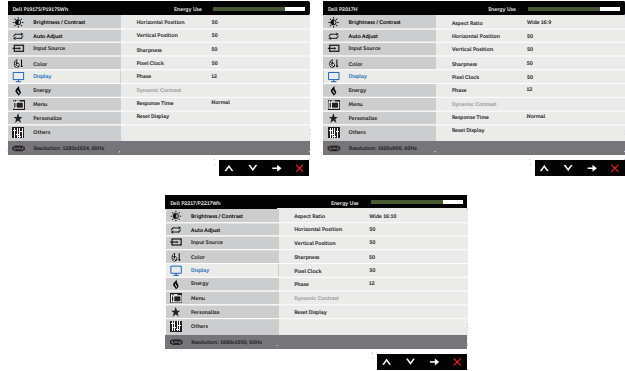 Dell P1917S/P1917SWh Energy Use
Brightness / Contrast Horizontal Position 50
Auto Adjust Vertical Position 50
Input Source Sharpness 50
Color Pixel Clock 50
Display Phase 12
Energy Dynamic Contrast
Menu Response Time Normal
Personalize Reset Display
Others
Resolution: 1280x1024, 60Hz
Dell P2017H Energy Use
Brightness / Contrast Aspect Ratio Wide 16:9
Auto Adjust Horizontal Position 50
Input Source Vertical Position 50
Color Sharpness 50
Display Pixel Clock 50
Energy Phase 12
Menu Dynamic Contrast
Personalize Response Time Normal
Others Reset Display
Resolution: 1600x900, 60Hz
Dell P2217/P2217Wh Energy Use
Brightness / Contrast Aspect Ratio Wide 16:10
Auto Adjust Horizontal Position 50
Input Source Vertical Position 50
Color Sharpness 50
Display Pixel Clock 50
Energy Phase 12
Menu Dynamic Contrast
Personalize Reset Display
Others
Resolution: 1680x1050, 60Hz